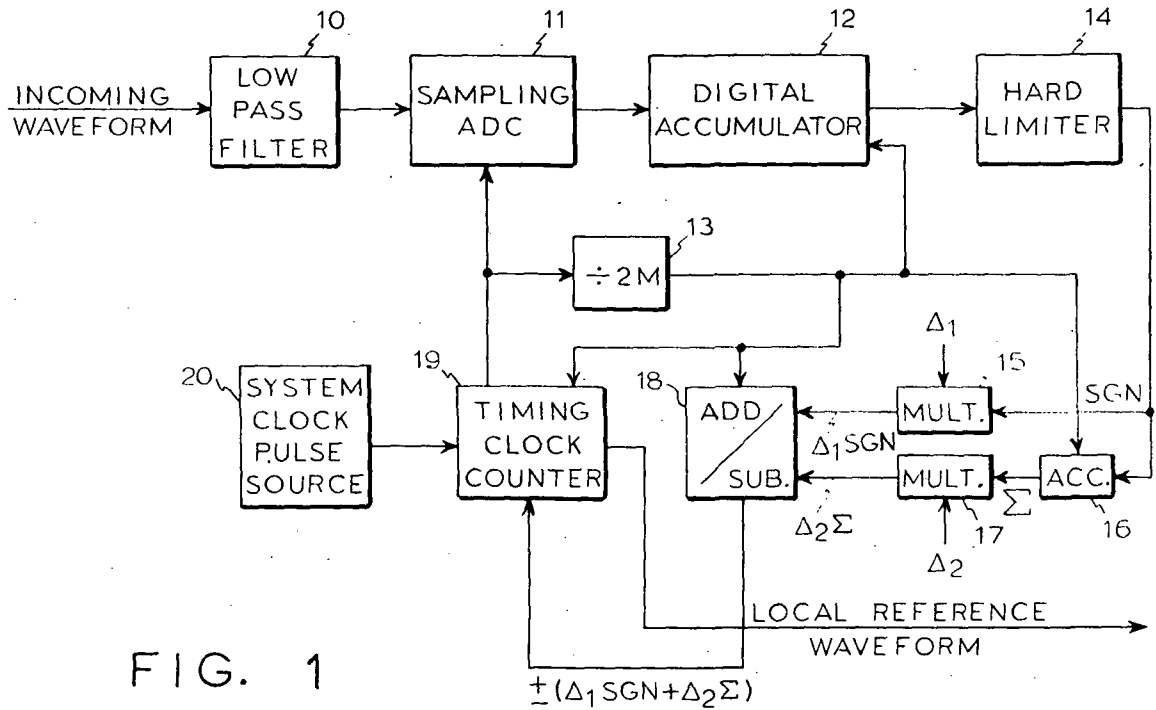 10
11
12
14
INCOMING
WAVEFORM
LOW
PASS
FILTER
SAMPLING
ADC
DIGITAL
ACCUMULATOR
HARD
LIMITER
13
÷2M
Δ1
15
20
SYSTEM
CLOCK
PULSE
SOURCE
19
TIMING
CLOCK
COUNTER
18
ADD
SUB.
MULT.
SGN
Δ1SGN
MULT.
ACC.
Δ2Σ
Σ
17
16
Δ2
LOCAL REFERENCE
WAVEFORM
±(Δ1SGN+Δ2Σ)
FIG. 1